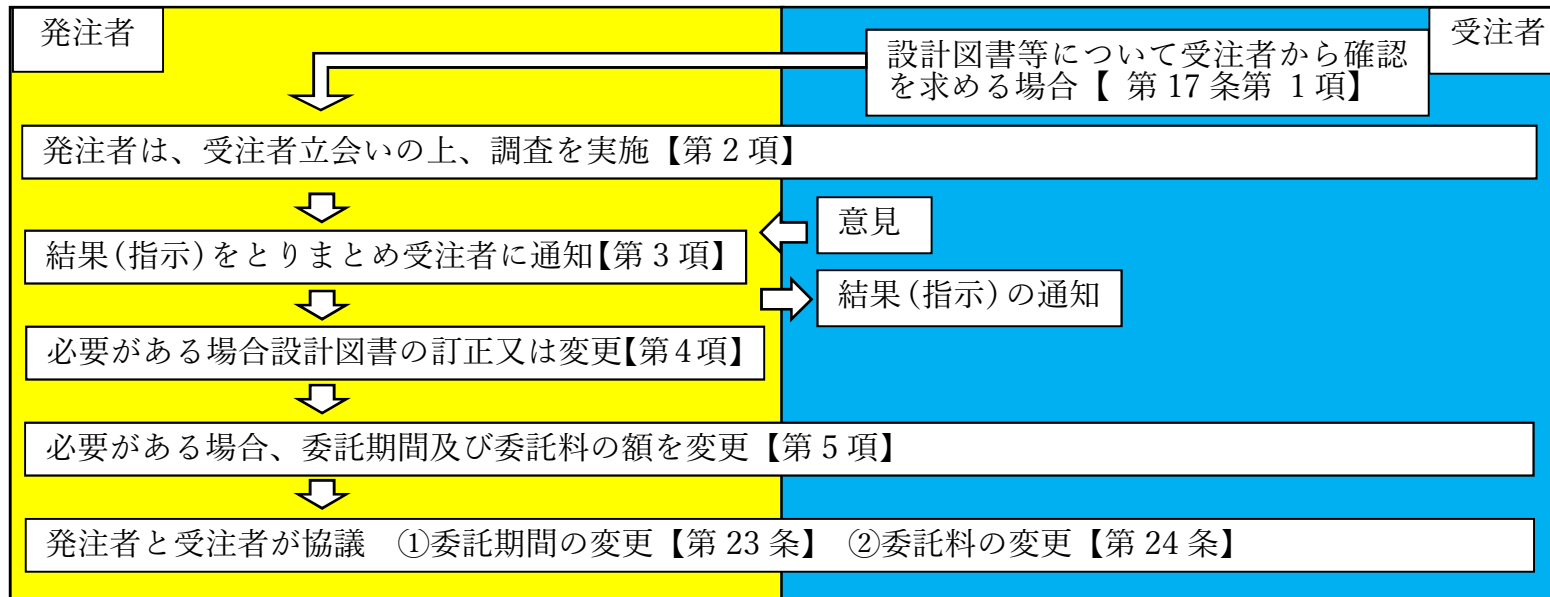 発注者
受注者
設計図書等について受注者から確認
を求める場合【 第17条第 1項】
発注者は、受注者立会いの上、調査を実施【第2項】
意見
結果(指示)をとりまとめ受注者に通知【第3項】
結果(指示)の通知
必要がある場合設計図書の訂正又は変更【第4項】
必要がある場合、委託期間及び委託料の額を変更【第5項】
発注者と受注者が協議　①委託期間の変更【第23条】 ②委託料の変更【第24条】